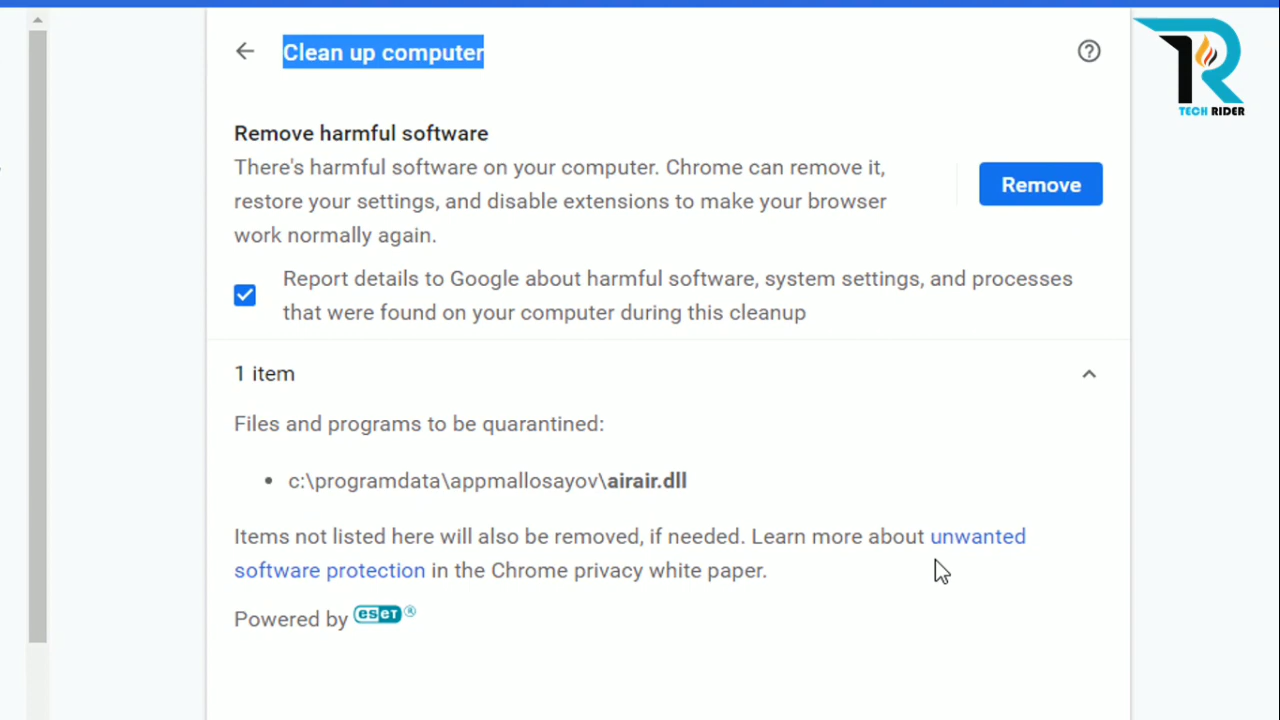 Clean up computer
TECH RIDER
Remove harmful software
There's harmful software on your computer. Chrome can remove it,
restore your settings, and disable extensions to make your browser
work normally again.
Remove
Report details to Google about harmful software, system settings, and processes
that were found on your computer during this cleanup
1 item
Files and programs to be quarantined:
• c:\programdata\appmallosayov\airair.dll
Items not listed here will also be removed, if needed. Learn more about unwanted
software protection in the Chrome privacy white paper.
Powered by eset®